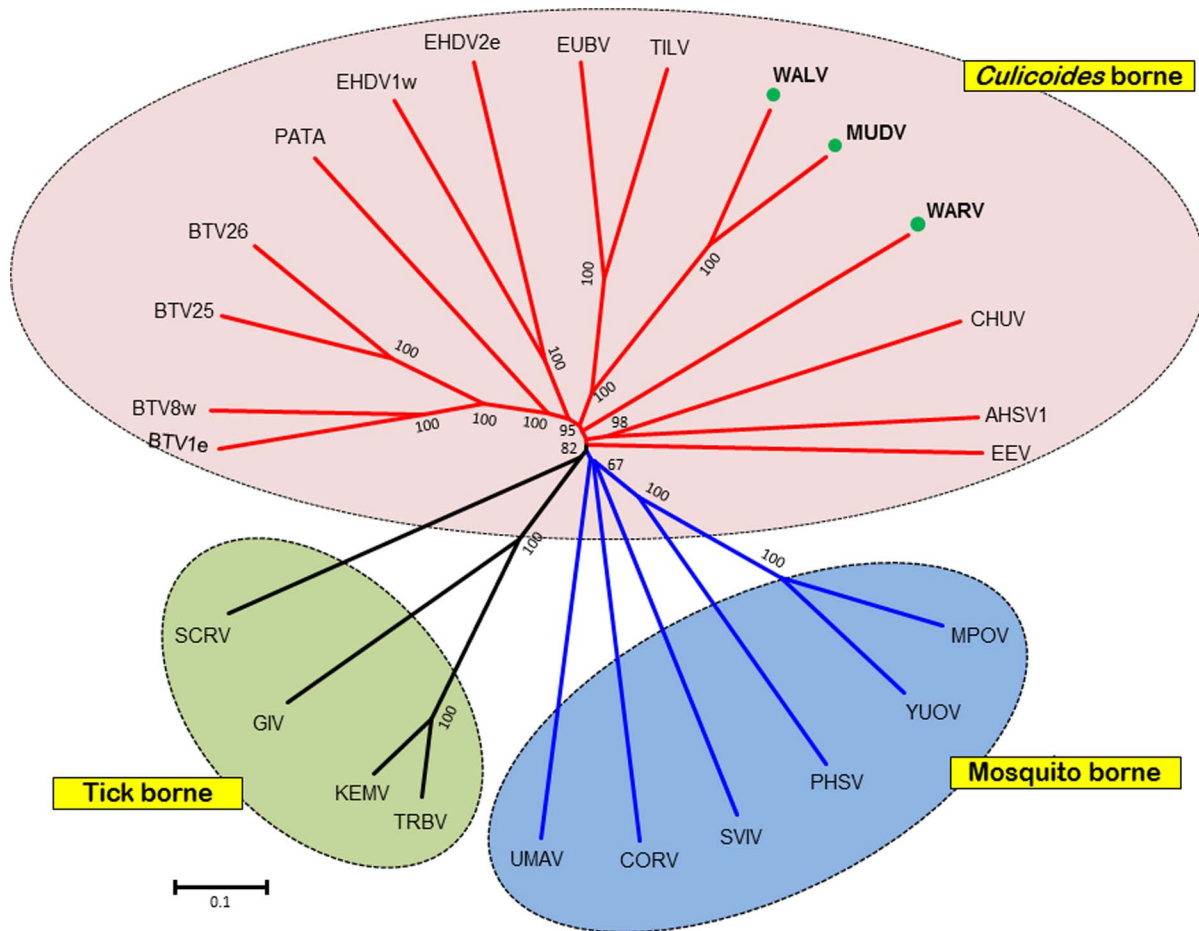 EHDV2e
EUBV
TILV
WALV
Culicoides borne
EHDV1w
MUDV
PATA
WARV
BTV26
100
100
BTV25
CHUV
100
100
100
BTV8w
AHSV1
98
100
100
100
95
BTV1e
82
EEV
67
100
100
100
SCRV
MPOV
YUOV
GIV
100
Mosquito borne
PHSV
Tick borne
KEMV
TRBV
SVIV
UMAV
CORV
0.1